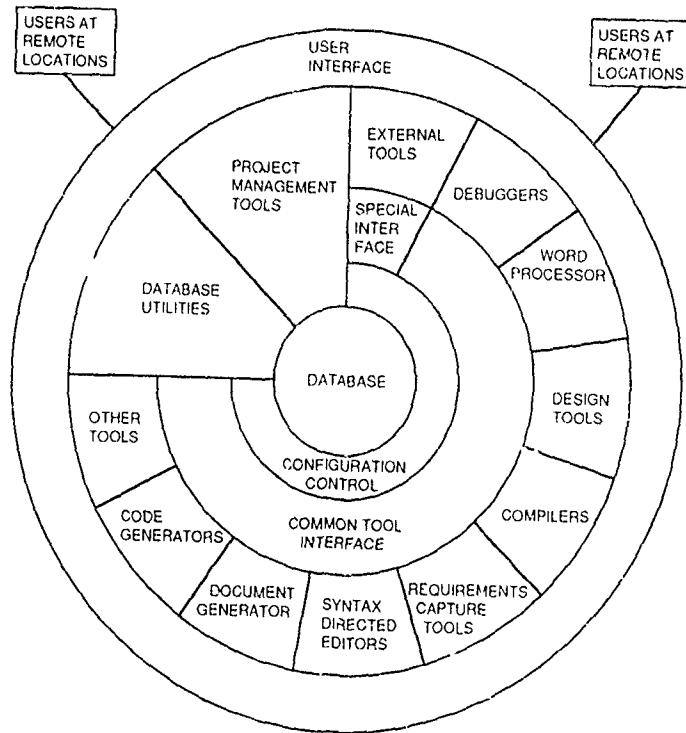 USERS AT
REMOTE
LOCATIONS
USERS AT
REMOTE
LOCATIONS
USER
INTERFACE
EXTERNAL
TOOLS
PROJECT
MANAGEMENT
TOOLS
DEBUGGERS
SPECIAL
INTER
FACE
WORD
PROCESSOR
DATABASE
UTILITIES
DATABASE
DESIGN
TOOLS
OTHER
TOOLS
CONFIGURATION
CONTROL
CODE
GENERATORS
COMMON TOOL
INTERFACE
COMPILERS
DOCUMENT
GENERATOR
SYNTAX
DIRECTED
EDITORS
REQUIREMENTS
CAPTURE
TOOLS